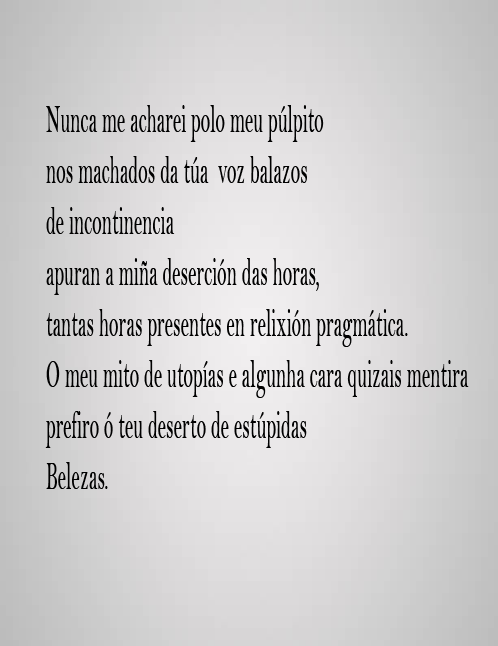 Nunca me acharei polo meu púlpito
nos machados da túa voz balazos
de incontinencia
apuran a miña deserción das horas,
tantas horas presentes en relixión pragmática.
O meu mito de utopías e algunha cara quizais mentira
prefiro ó teu deserto de estúpidas
Belezas.